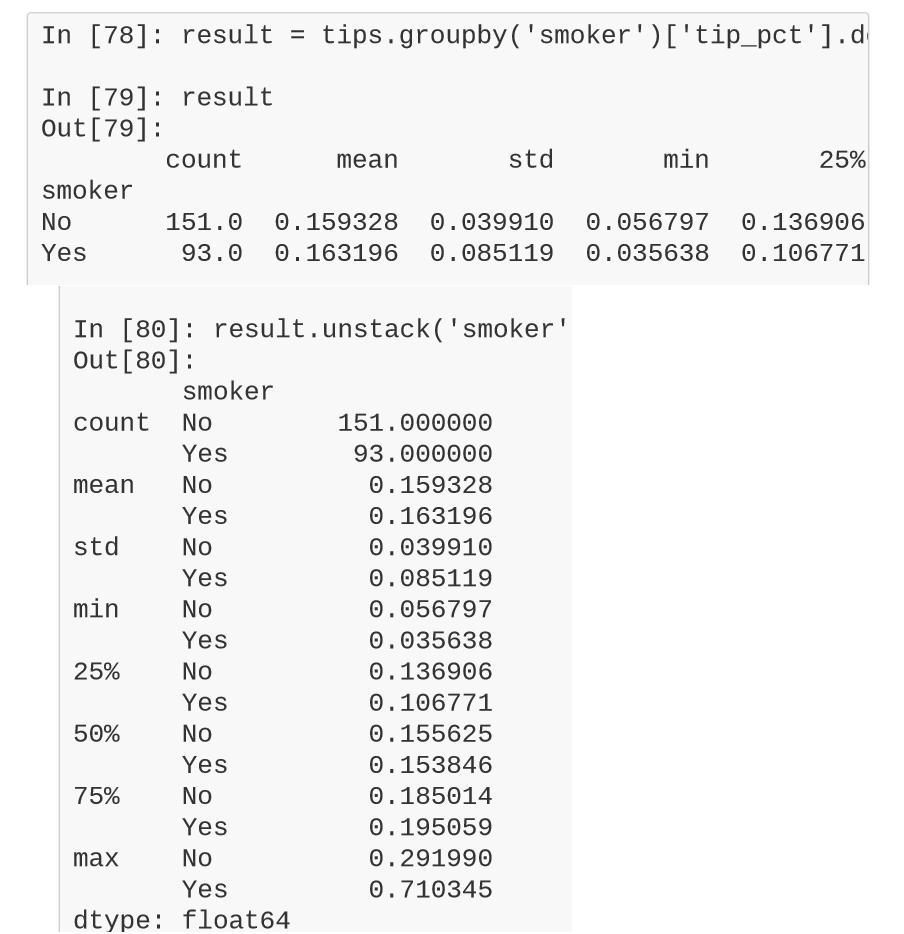 In [78]: result = tips.groupby('smoker')['tip_pct'].d
In [79]: result
Out[79]:
count mean std min 25%
smoker
No 151.0 0.159328 0.039910 0.056797 0.136906
Yes 93.0 0.163196 0.085119 0.035638 0.106771
In [80]: result.unstack('smoker'
Out[80]:
smoker
count No 151.000000
Yes 93.000000
mean No 0.159328
Yes 0.163196
std No 0.039910
Yes 0.085119
min No 0.056797
Yes 0.035638
25% No 0.136906
Yes 0.106771
50% No 0.155625
Yes 0.153846
75% No 0.185014
Yes 0.195059
max No 0.291990
Yes 0.710345
dtype: float64